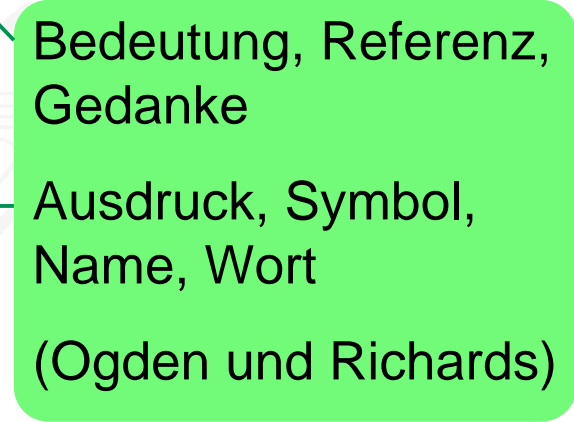 Bedeutung, Referenz,
Gedanke
Ausdruck, Symbol,
Name, Wort
(Ogden und Richards)